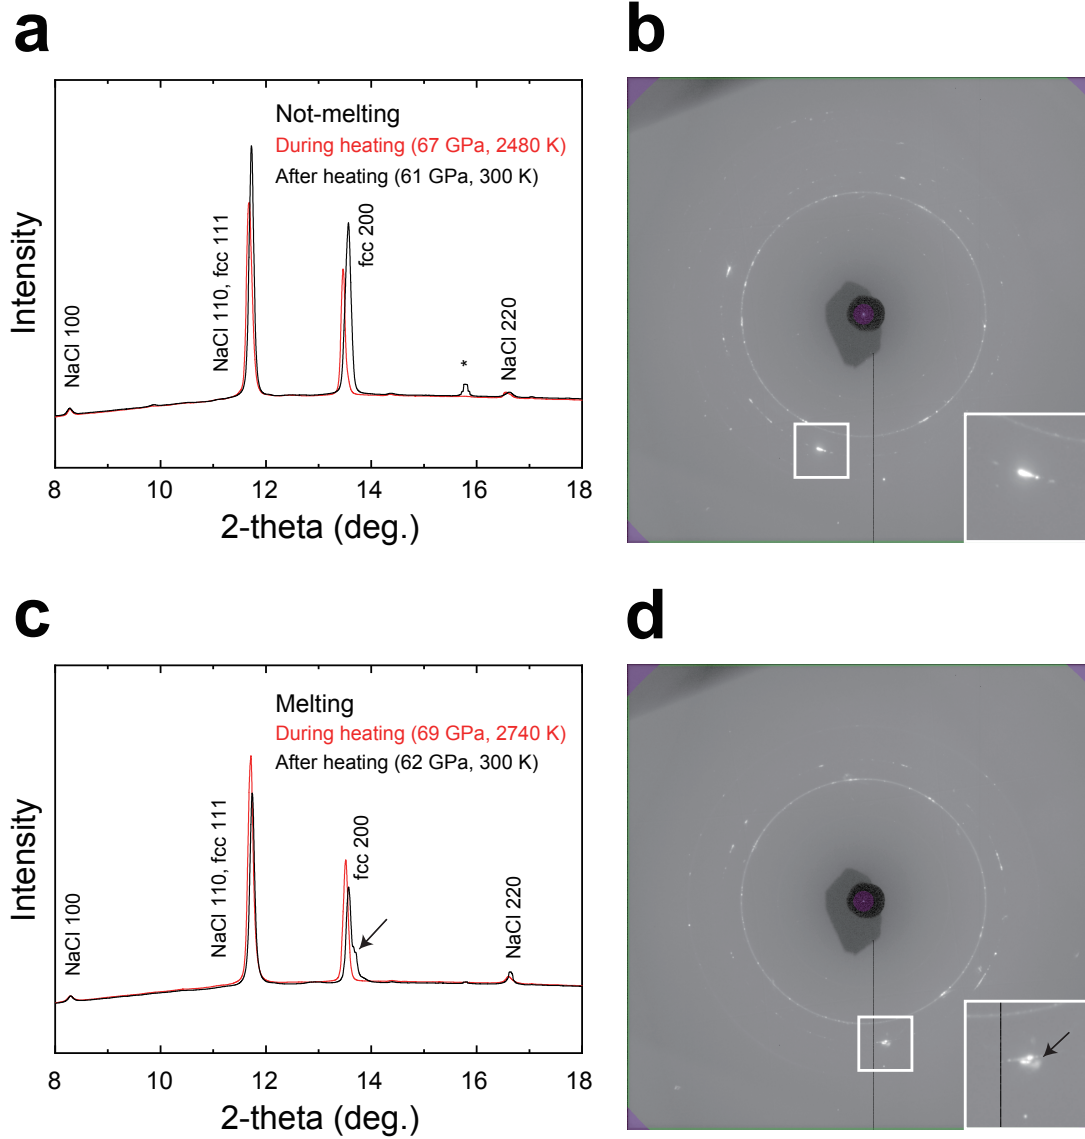 a
Not-melting
During heating (67 GPa, 2480 K)
After heating (61 GPa, 300 K)
Intensity
NaCl 100
NaCl 110, fcc 111
fcc 200
*
NaCl 220
8 10 12 14 16 18
2-theta (deg.)
b
c
Melting
During heating (69 GPa, 2740 K)
After heating (62 GPa, 300 K)
Intensity
NaCl 100
NaCl 110, fcc 111
fcc 200
NaCl 220
8 10 12 14 16 18
2-theta (deg.)
d